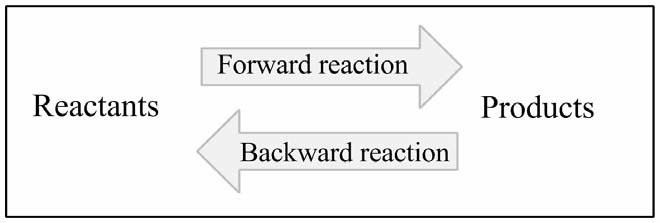 Forward reaction
Reactants
Products
Backward reaction